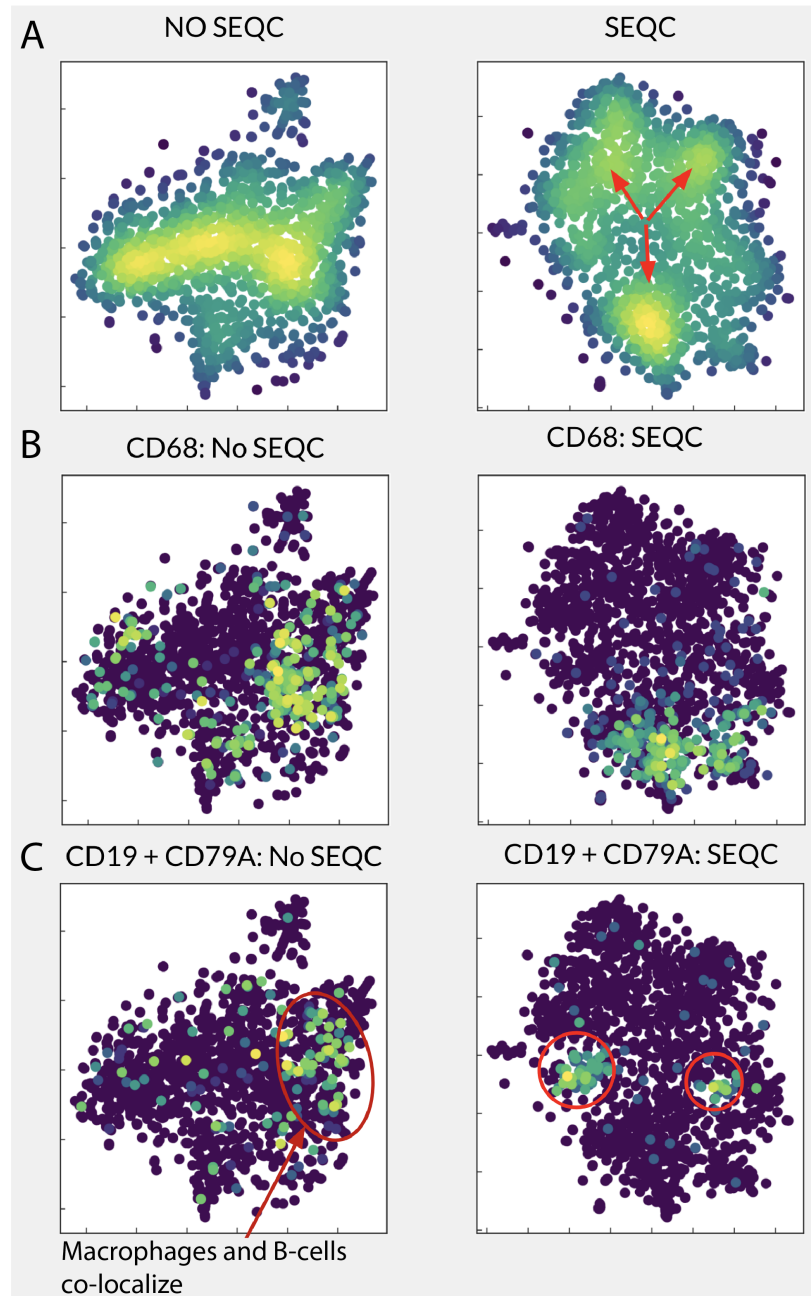 A
NO SEQC
SEQC
B
CD68: No SEQC
CD68: SEQC
C
CD19 + CD79A: No SEQC
CD19 + CD79A: SEQC
Macrophages and B-cells
co-localize